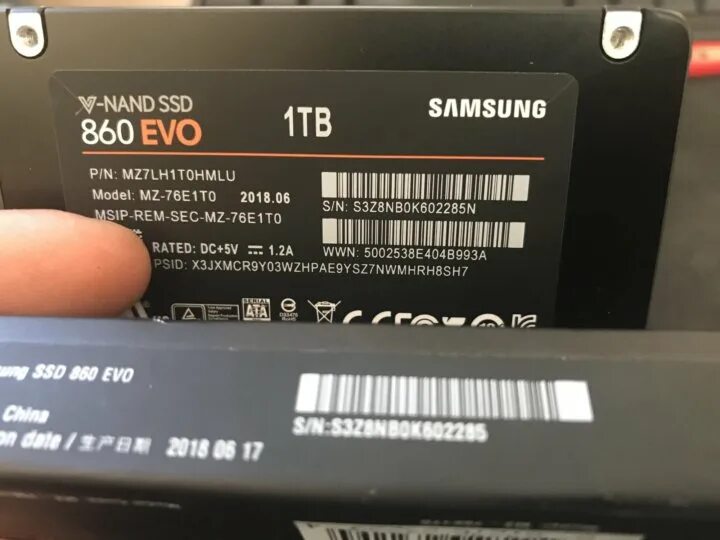 V-NAND SSD
860 EVO
1TB
SAMSUNG
P/N: MZ7LH1T0HMLU
Model: MZ-76E1T0 2018.06
MSIP-REM-SEC-MZ-76E1T0
S/N: S3Z8NB0K602285N
RATED: DC+5V ⎓ 1.2A
WWN: 5002538E404B993A
PSID: X3JXMCR9Y03WZHPAE9YSZ7NWMHRH8SH7
SERIAL
ATA
SSD 860 EVO
China
date / 生产日期 2018 06 17
S/N:S3Z8NB0K602285